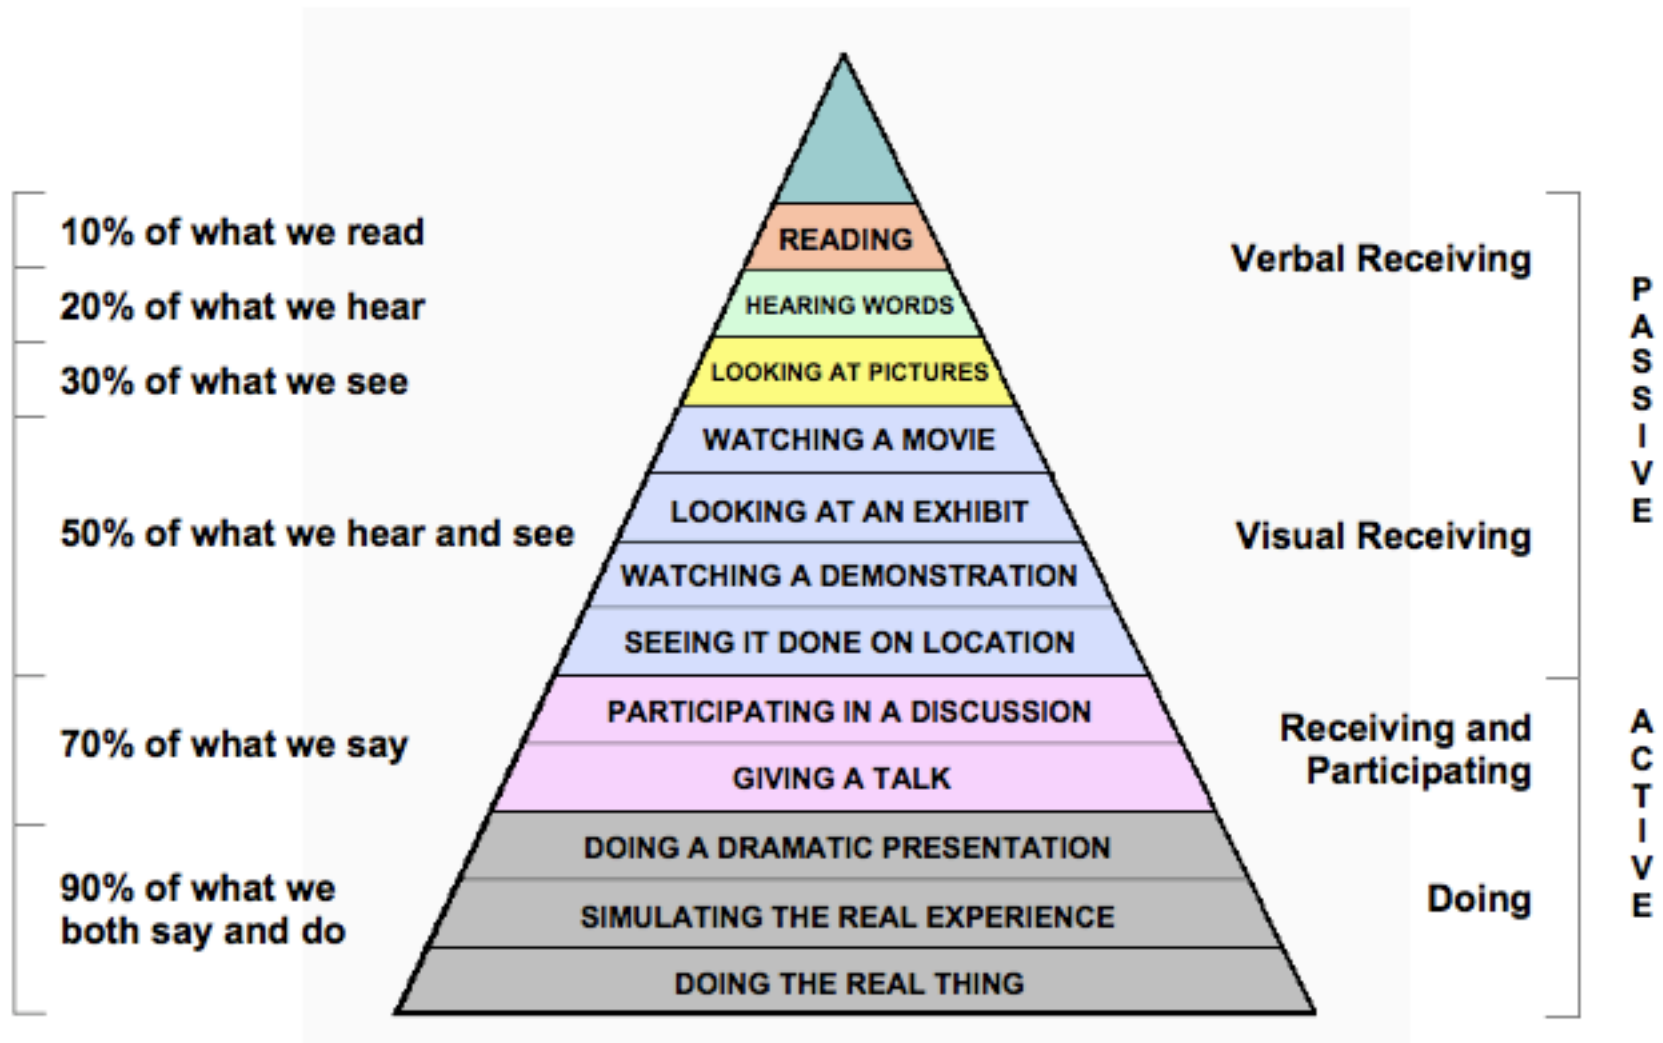 10% of what we read
20% of what we hear
30% of what we see
50% of what we hear and see
70% of what we say
90% of what we
both say and do
READING
HEARING WORDS
LOOKING AT PICTURES
WATCHING A MOVIE
LOOKING AT AN EXHIBIT
WATCHING A DEMONSTRATION
SEEING IT DONE ON LOCATION
PARTICIPATING IN A DISCUSSION
GIVING A TALK
DOING A DRAMATIC PRESENTATION
SIMULATING THE REAL EXPERIENCE
DOING THE REAL THING
Verbal Receiving
Visual Receiving
Receiving and
Participating
Doing
PASSIVE
ACTIVE